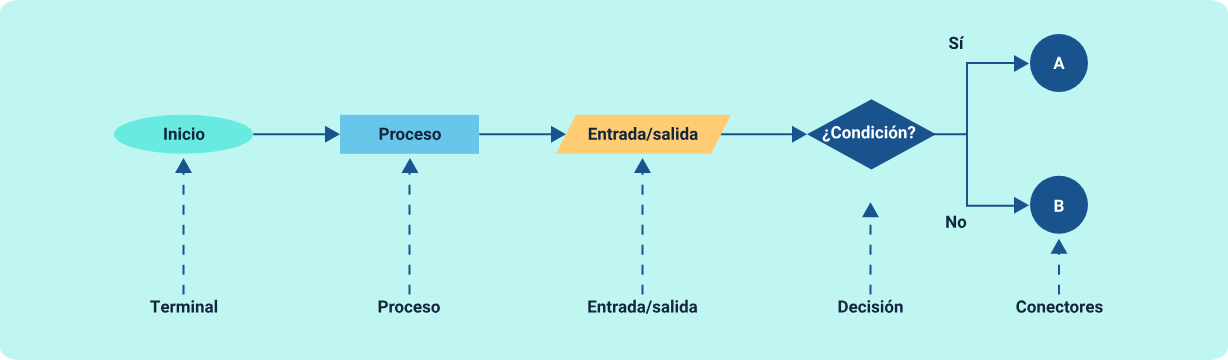 Sí
A
Inicio
Proceso
Entrada/salida
¿Condición?
No
B
Terminal
Proceso
Entrada/salida
Decisión
Conectores